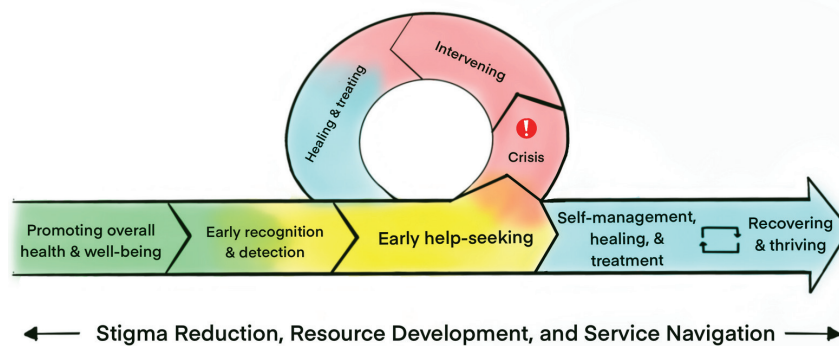 Intervening
Healing & treating
!
Crisis
Promoting overall
health & well-being
Early recognition
& detection
Early help-seeking
Self-management,
healing, &
treatment
Recovering
& thriving
Stigma Reduction, Resource Development, and Service Navigation